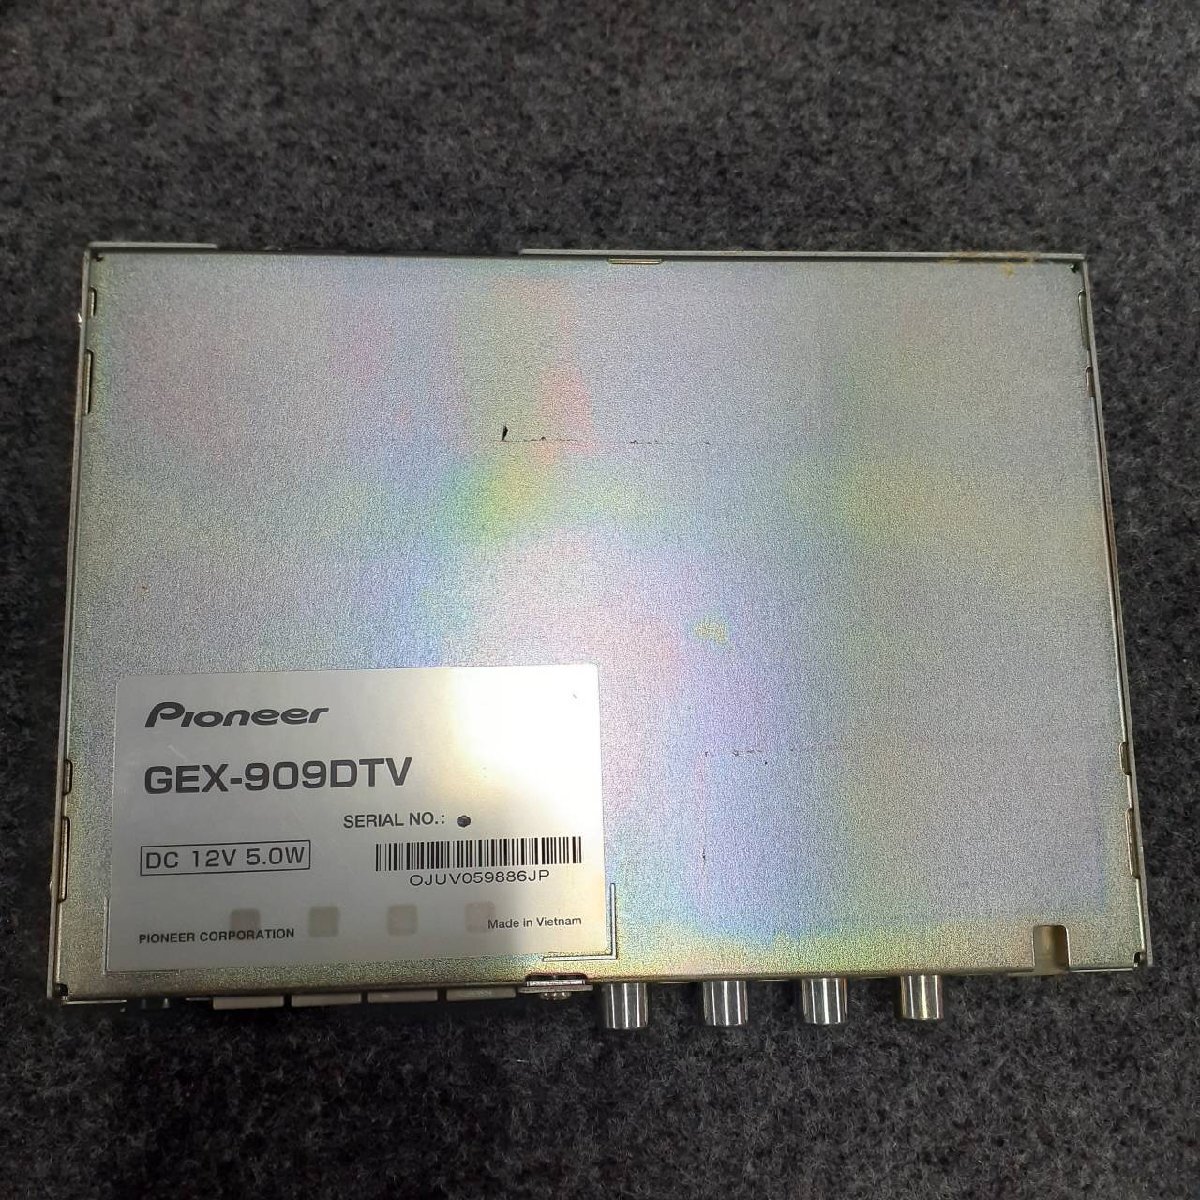 Pioneer
GEX-909DTV
SERIAL NO.:
DC 12V 5.0W
OJUV059886JP
PIONEER CORPORATION
Made in Vietnam